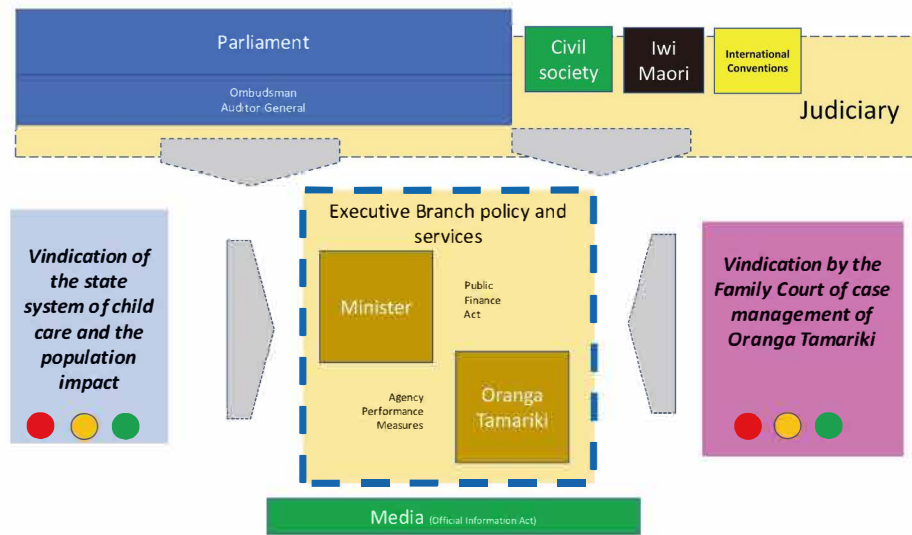 Parliament
Ombudsman
Auditor-General
Civil
society
Iwi
Maori
International
Conventions
Judiciary
Executive Branch policy and
services
Minister
Public
Finance
Act
Agency
Performance
Measures
Oranga
Tamariki
Vindication of
the state
system of child
care and the
population
impact
Vindication by the
Family Court of case
management of
Oranga Tamariki
Media (Official Information Act)